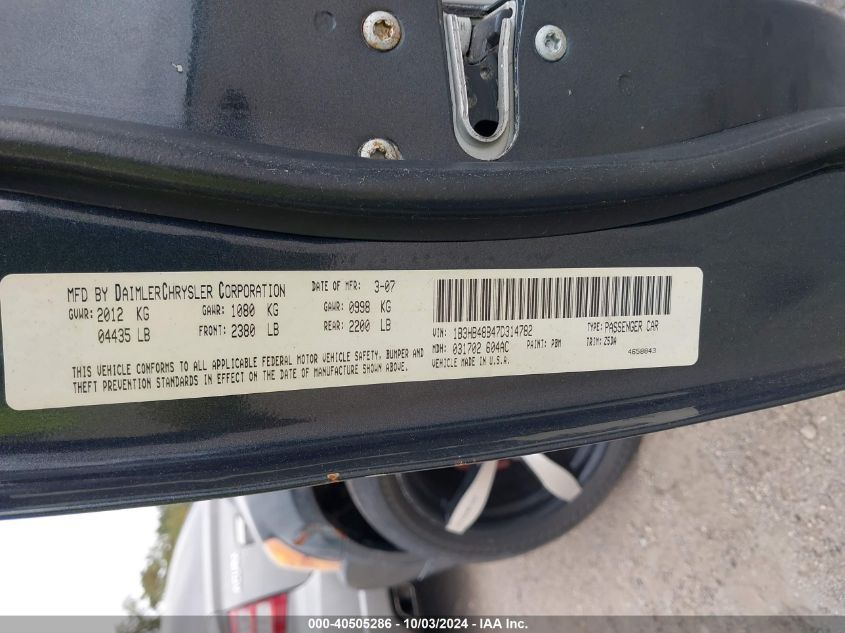 MFD BY DAIMLERCHRYSLER CORPORATION DATE OF MFR: 3-07
GVWR: 2012 KG GAWR: 1080 KG GAWR: 0998 KG
04435 LB FRONT: 2380 LB REAR: 2200 LB
THIS VEHICLE CONFORMS TO ALL APPLICABLE FEDERAL MOTOR VEHICLE SAFETY, BUMPER AND
THEFT PREVENTION STANDARDS IN EFFECT ON THE DATE OF MANUFACTURE SHOWN ABOVE.
VIN: 1B3HB48B47D314782 TYPE: PASSENGER CAR
MDH: 031702 604AC PAINT: PBM TRIM: Z5DA
VEHICLE MADE IN U.S.A. 4658843
000-40505286 - 10/03/2024 - IAA Inc.